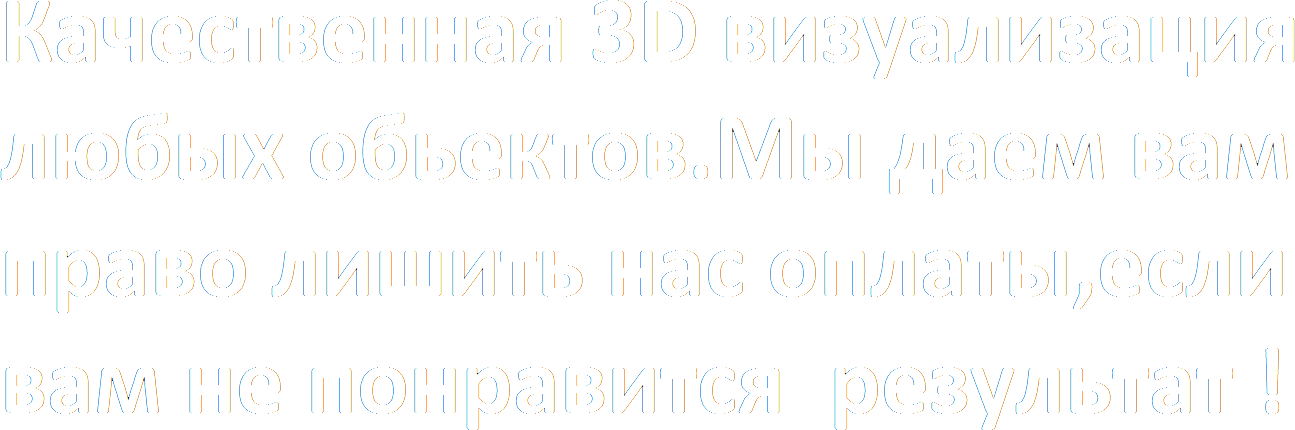 Качественная 3D визуализация
любых обьектов.Мы даем вам
право лишить нас оплаты,если
вам не понравится результат !